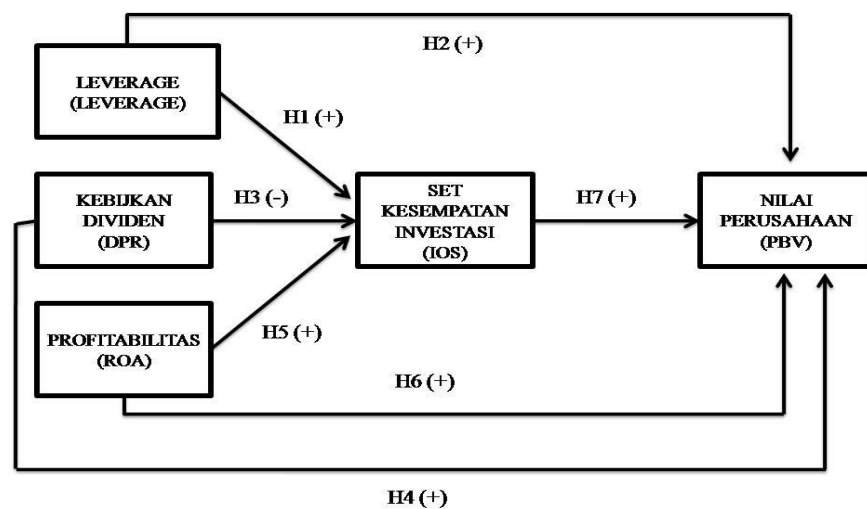 H2 (+)
LEVERAGE
(LEVERAGE)
H1 (+)
KEBIJKAN
DIVIDEN
(DPR)
H3 (-)
SET
KESEMPATAN
INVESTASI
(IOS)
H7 (+)
NILAI
PERUSAHAAN
(PBV)
PROFITABILITAS
(ROA)
H5 (+)
H6 (+)
H4 (+)